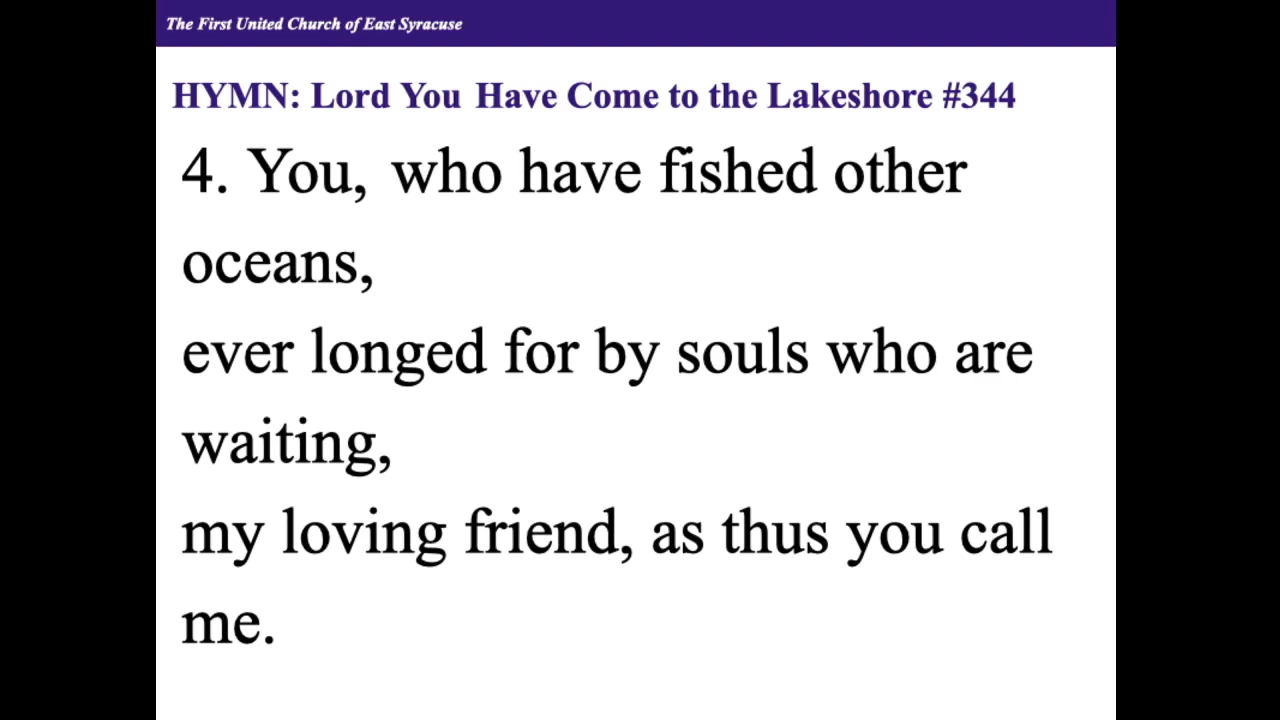 The First United Church of East Syracuse
HYMN: Lord You Have Come to the Lakeshore #344
4. You, who have fished other
oceans,
ever longed for by souls who are
waiting,
my loving friend, as thus you call
me.